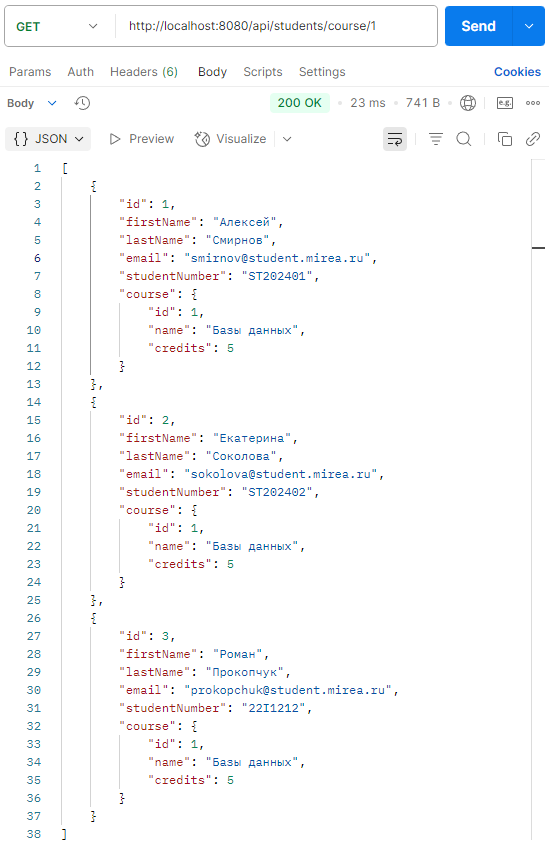 GET http://localhost:8080/api/students/course/1 Send
Params Auth Headers (6) Body Scripts Settings Cookies
Body 200 OK • 23 ms • 741 B e.g.
{} JSON Preview Visualize
1 [
2 {
3 "id": 1,
4 "firstName": "Алексей",
5 "lastName": "Смирнов",
6 "email": "smirnov@student.mirea.ru",
7 "studentNumber": "ST202401",
8 "course": {
9 "id": 1,
10 "name": "Базы данных",
11 "credits": 5
12 }
13 },
14 {
15 "id": 2,
16 "firstName": "Екатерина",
17 "lastName": "Соколова",
18 "email": "sokolova@student.mirea.ru",
19 "studentNumber": "ST202402",
20 "course": {
21 "id": 1,
22 "name": "Базы данных",
23 "credits": 5
24 }
25 },
26 {
27 "id": 3,
28 "firstName": "Роман",
29 "lastName": "Прокопчук",
30 "email": "prokopchuk@student.mirea.ru",
31 "studentNumber": "22I1212",
32 "course": {
33 "id": 1,
34 "name": "Базы данных",
35 "credits": 5
36 }
37 }
38 ]